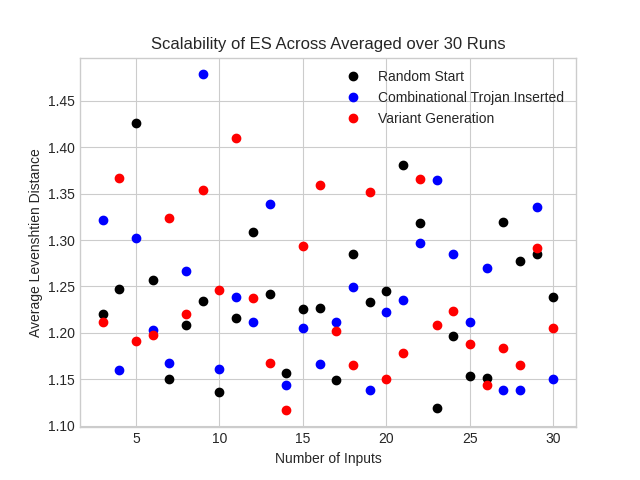 Scalability of ES Across Averaged over 30 Runs
Random Start
Combinational Trojan Inserted
Variant Generation
Average Levenshtien Distance
1.45
1.40
1.35
1.30
1.25
1.20
1.15
1.10
5 10 15 20 25 30
Number of Inputs